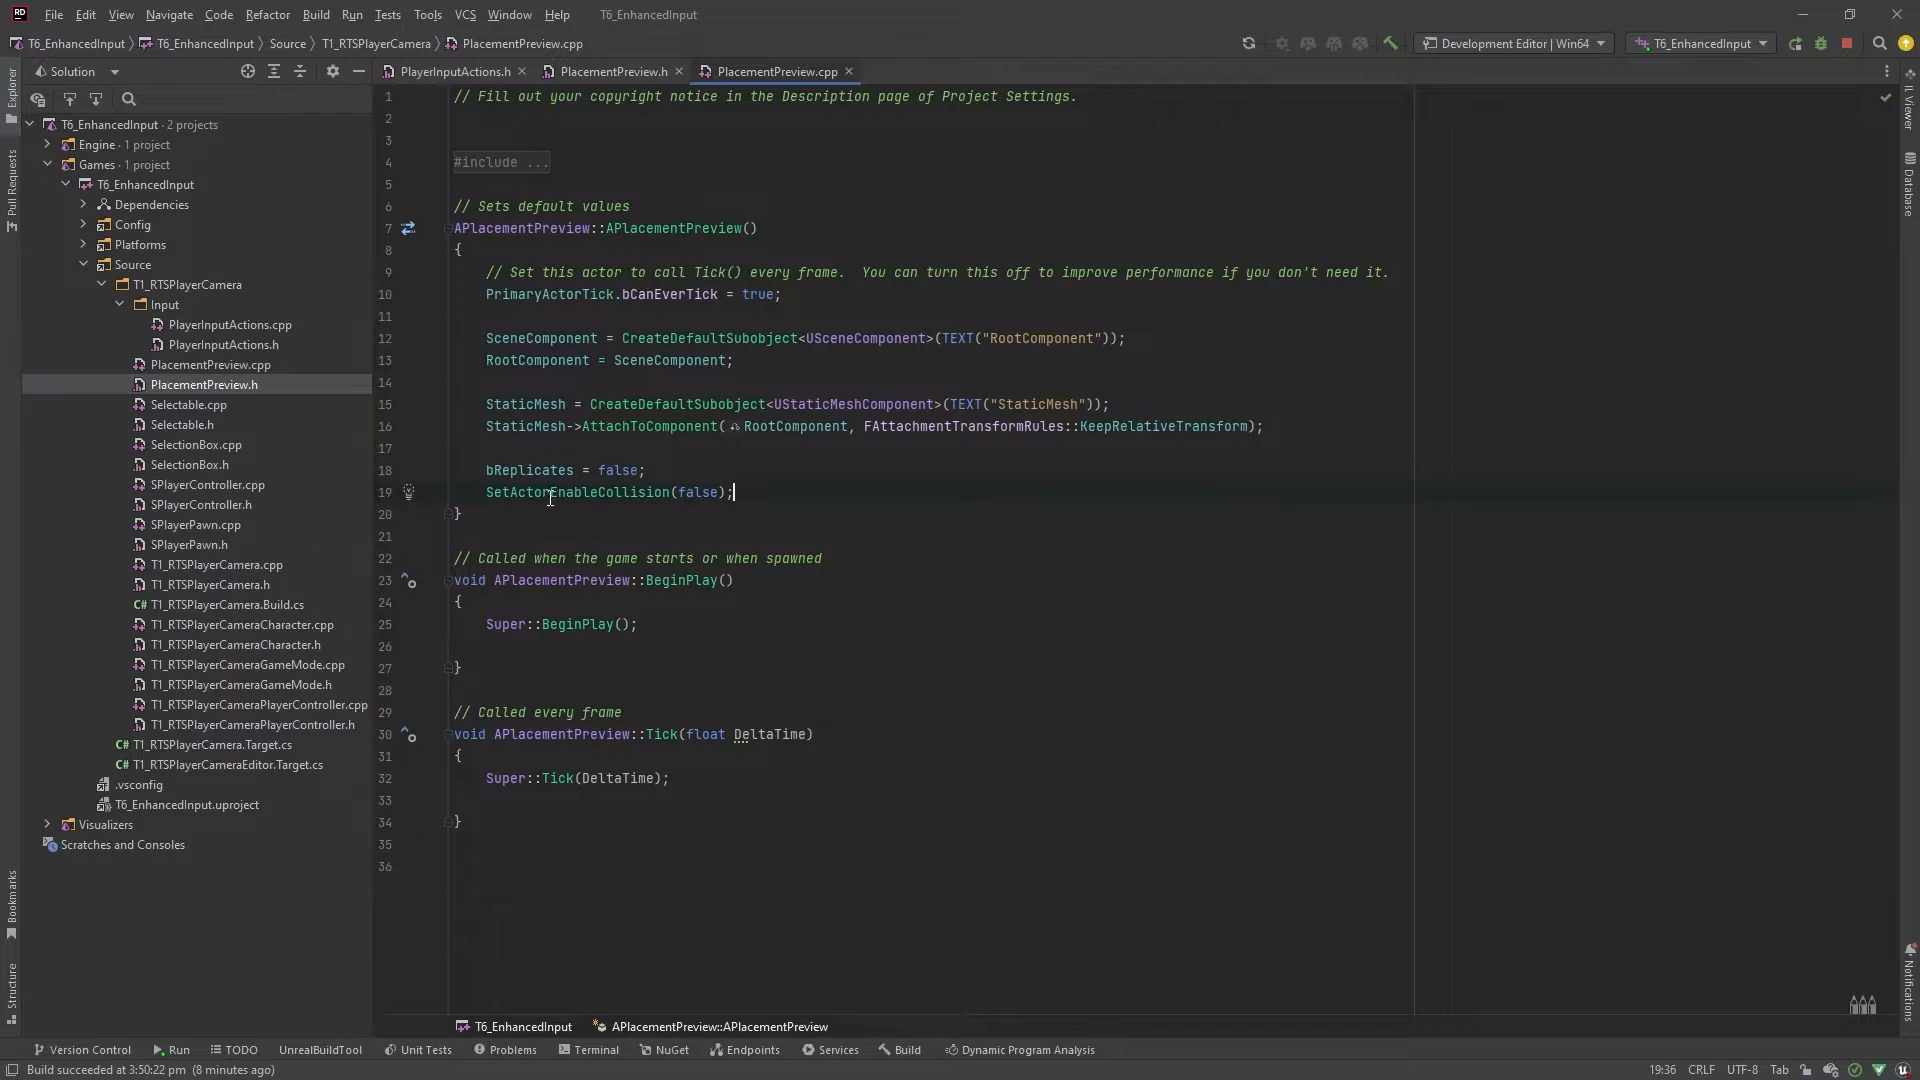 File Edit View Navigate Code Refactor Build Run Tests Tools VCS Window Help T6_EnhancedInput
T6_EnhancedInput T6_EnhancedInput Source T1_RTSPlayerCamera PlacementPreview.cpp Development Editor | Win64 T6_EnhancedInput
Solution
PlayerInputActions.h PlacementPreview.h PlacementPreview.cpp
Explorer
Pull Requests
Bookmarks
Structure
T6_EnhancedInput · 2 projects
Engine · 1 project
Games · 1 project
T6_EnhancedInput
Dependencies
Config
Platforms
Source
T1_RTSPlayerCamera
Input
PlayerInputActions.cpp
PlayerInputActions.h
PlacementPreview.cpp
PlacementPreview.h
Selectable.cpp
Selectable.h
SelectionBox.cpp
SelectionBox.h
SPlayerController.cpp
SPlayerController.h
SPlayerPawn.cpp
SPlayerPawn.h
T1_RTSPlayerCamera.cpp
T1_RTSPlayerCamera.h
C# T1_RTSPlayerCamera.Build.cs
T1_RTSPlayerCameraCharacter.cpp
T1_RTSPlayerCameraCharacter.h
T1_RTSPlayerCameraGameMode.cpp
T1_RTSPlayerCameraGameMode.h
T1_RTSPlayerCameraPlayerController.cpp
T1_RTSPlayerCameraPlayerController.h
C# T1_RTSPlayerCamera.Target.cs
C# T1_RTSPlayerCameraEditor.Target.cs
.vsconfig
T6_EnhancedInput.uproject
Visualizers
Scratches and Consoles
1 // Fill out your copyright notice in the Description page of Project Settings.
2
3
4 #include ...
5
6 // Sets default values
7 APlacementPreview::APlacementPreview()
8 {
9 // Set this actor to call Tick() every frame.  You can turn this off to improve performance if you don't need it.
10 PrimaryActorTick.bCanEverTick = true;
11
12 SceneComponent = CreateDefaultSubobject<USceneComponent>(TEXT("RootComponent"));
13 RootComponent = SceneComponent;
14
15 StaticMesh = CreateDefaultSubobject<UStaticMeshComponent>(TEXT("StaticMesh"));
16 StaticMesh->AttachToComponent( RootComponent, FAttachmentTransformRules::KeepRelativeTransform);
17
18 bReplicates = false;
19 SetActorEnableCollision(false);
20 }
21
22 // Called when the game starts or when spawned
23 void APlacementPreview::BeginPlay()
24 {
25 Super::BeginPlay();
26
27 }
28
29 // Called every frame
30 void APlacementPreview::Tick(float DeltaTime)
31 {
32 Super::Tick(DeltaTime);
33
34 }
35
36
IL Viewer
Database
Notifications
T6_EnhancedInput APlacementPreview::APlacementPreview
Version Control Run TODO UnrealBuildTool Unit Tests Problems Terminal NuGet Endpoints Services Build Dynamic Program Analysis
Build succeeded at 3:50:22 pm (8 minutes ago) 19:36 CRLF UTF-8 Tab